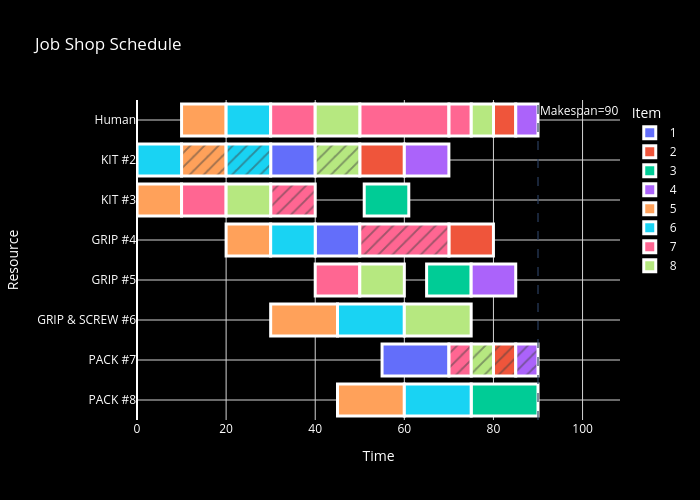 Job Shop Schedule
Makespan=90
Item
1
2
3
4
5
6
7
8
Resource
Human
KIT #2
KIT #3
GRIP #4
GRIP #5
GRIP & SCREW #6
PACK #7
PACK #8
0 20 40 60 80 100
Time